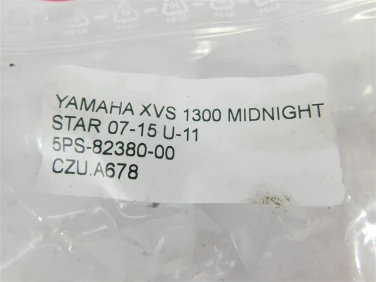 YAMAHA XVS 1300 MIDNIGHT
STAR 07-15 U-11
5PS-82380-00
CZU.A678